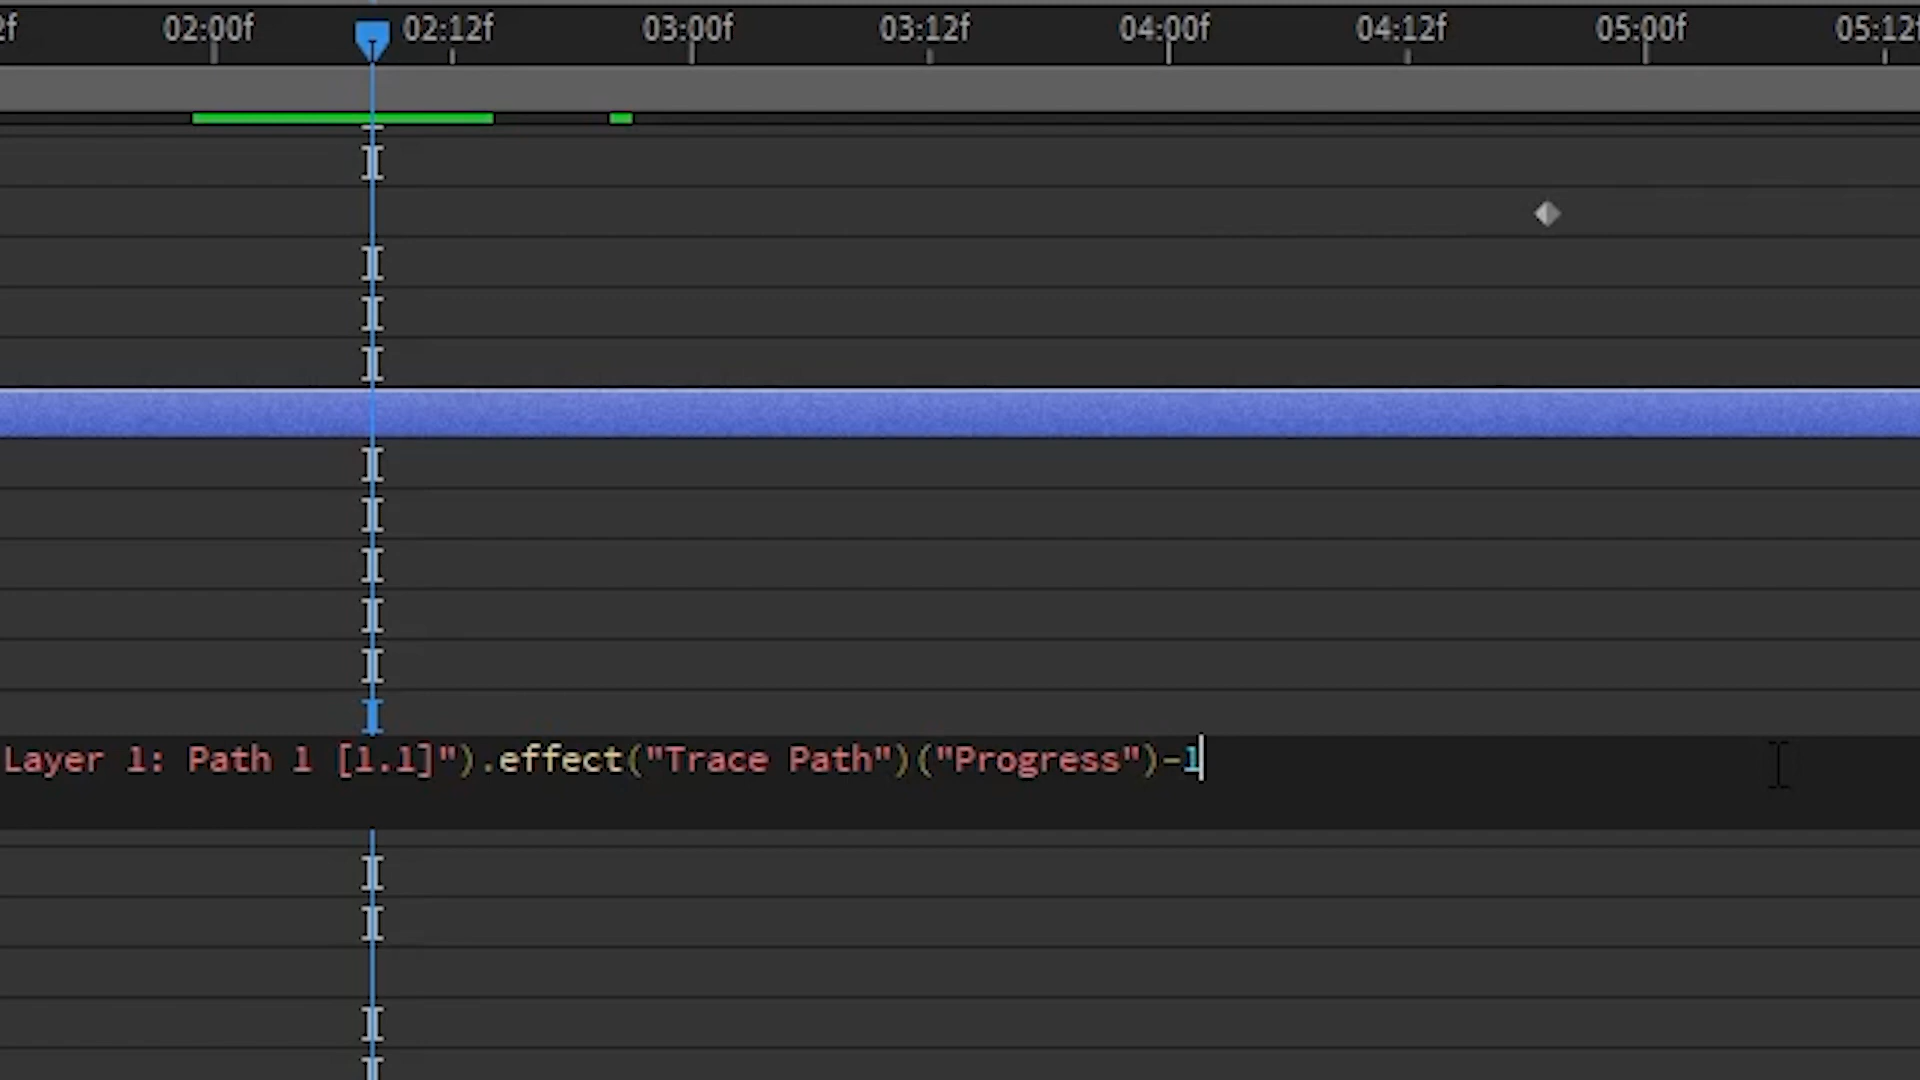 2f 02:00f 02:12f 03:00f 03:12f 04:00f 04:12f 05:00f 05:12f
Layer 1: Path 1 [1.1]").effect("Trace Path")("Progress")-1